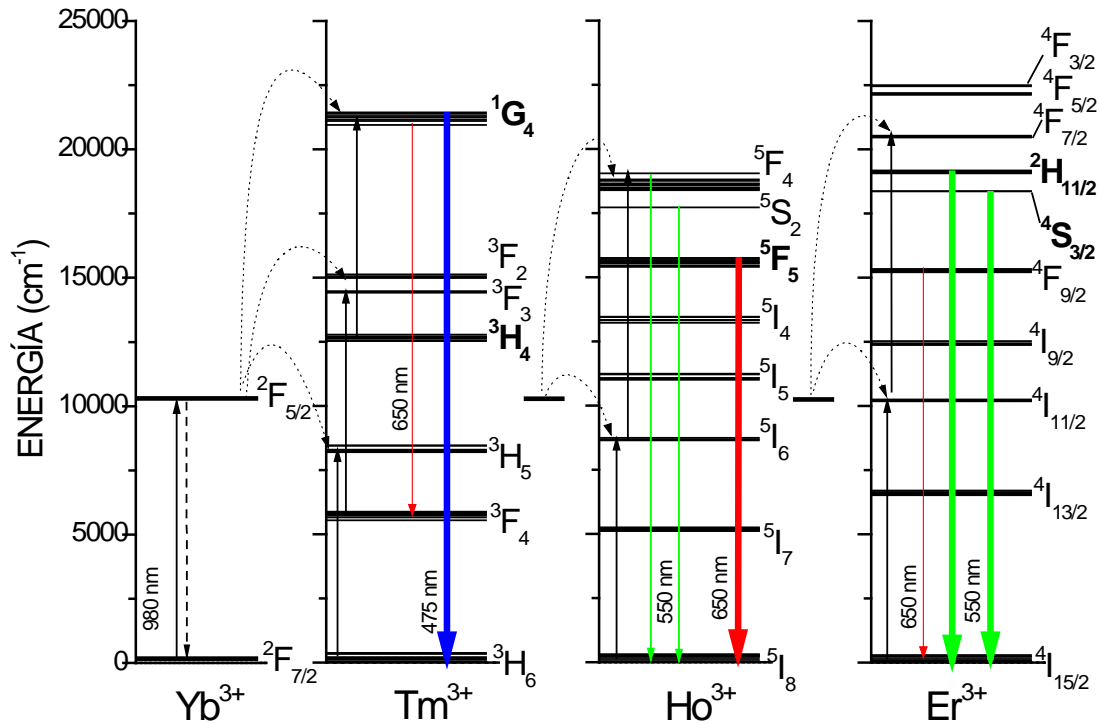 ENERGÍA (cm⁻¹)
25000
20000
15000
10000
5000
0
980 nm
²F₅/₂
²F₇/₂
Yb³⁺
¹G₄
³F₂
³F₃
³H₄
³H₅
³F₄
³H₆
650 nm
475 nm
Tm³⁺
⁵F₄
⁵S₂
⁵F₅
⁵I₄
⁵I₅
⁵I₆
⁵I₇
⁵I₈
550 nm
650 nm
Ho³⁺
⁴F₃/₂
⁴F₅/₂
⁴F₇/₂
²H₁₁/₂
⁴S₃/₂
⁴F₉/₂
⁴I₉/₂
⁴I₁₁/₂
⁴I₁₃/₂
⁴I₁₅/₂
650 nm
550 nm
Er³⁺